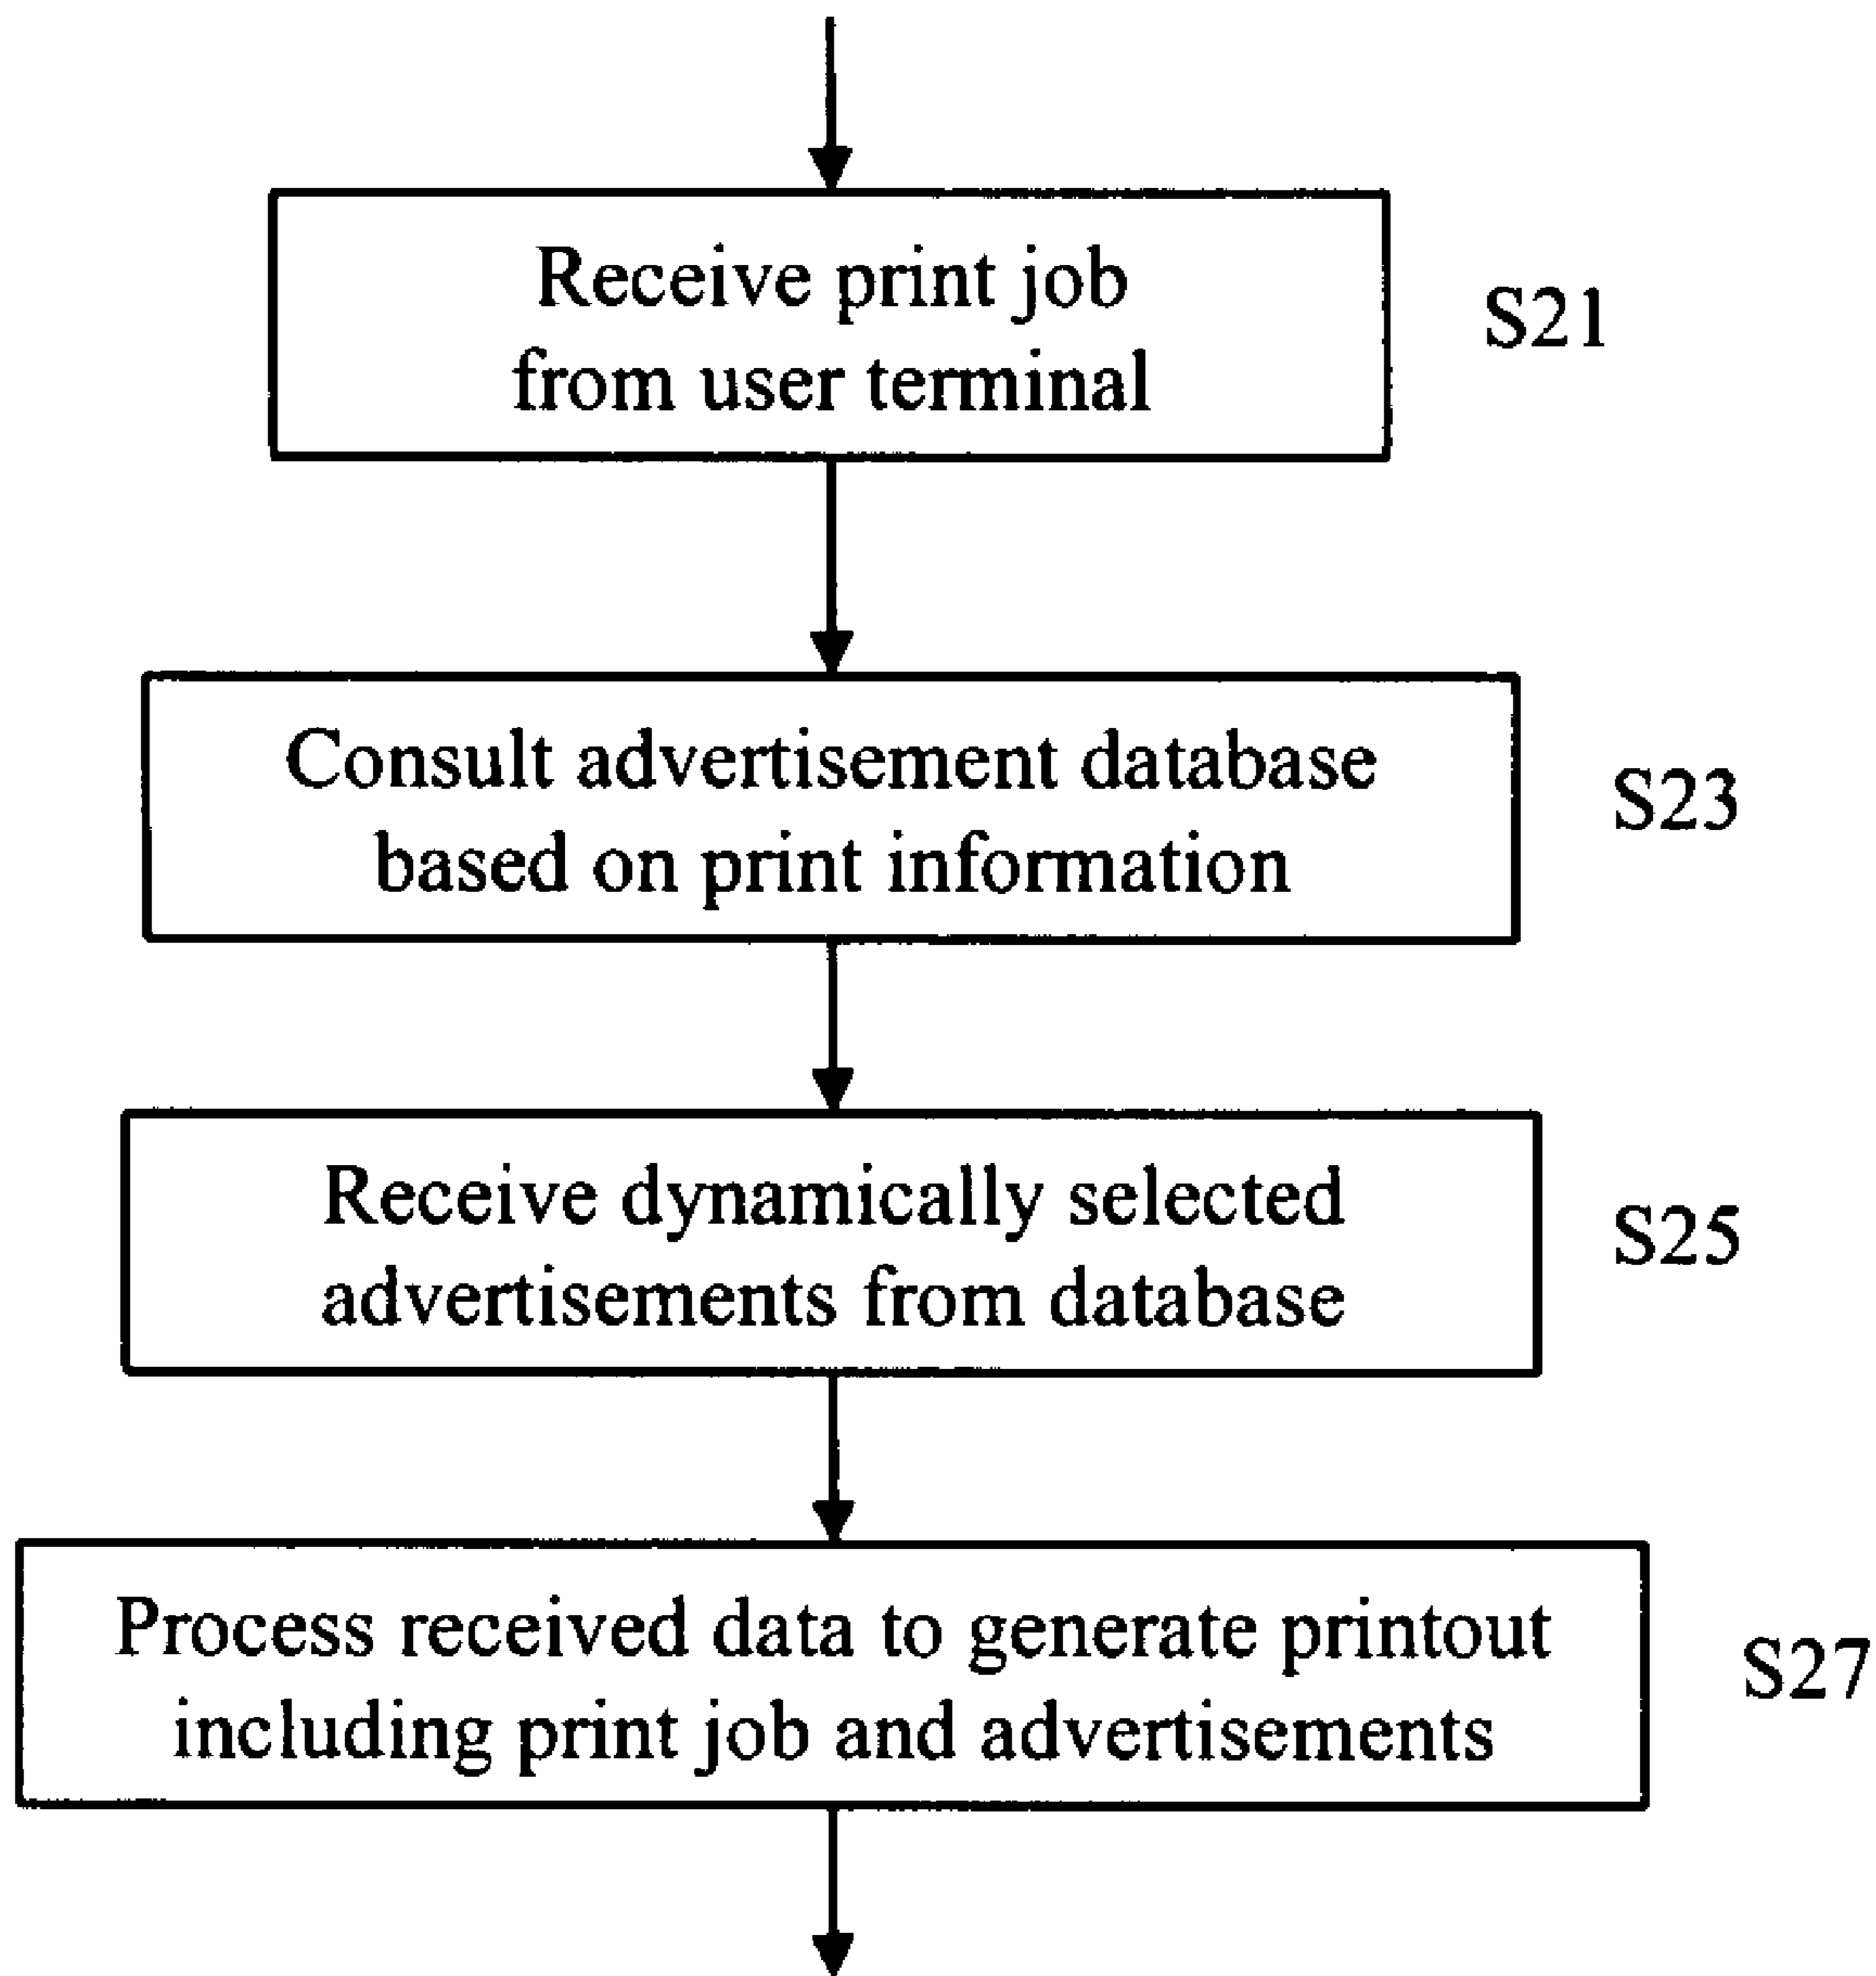 Receive print job
from user terminal
S21
Consult advertisement database
based on print information
S23
Receive dynamically selected
advertisements from database
S25
Process received data to generate printout
including print job and advertisements
S27